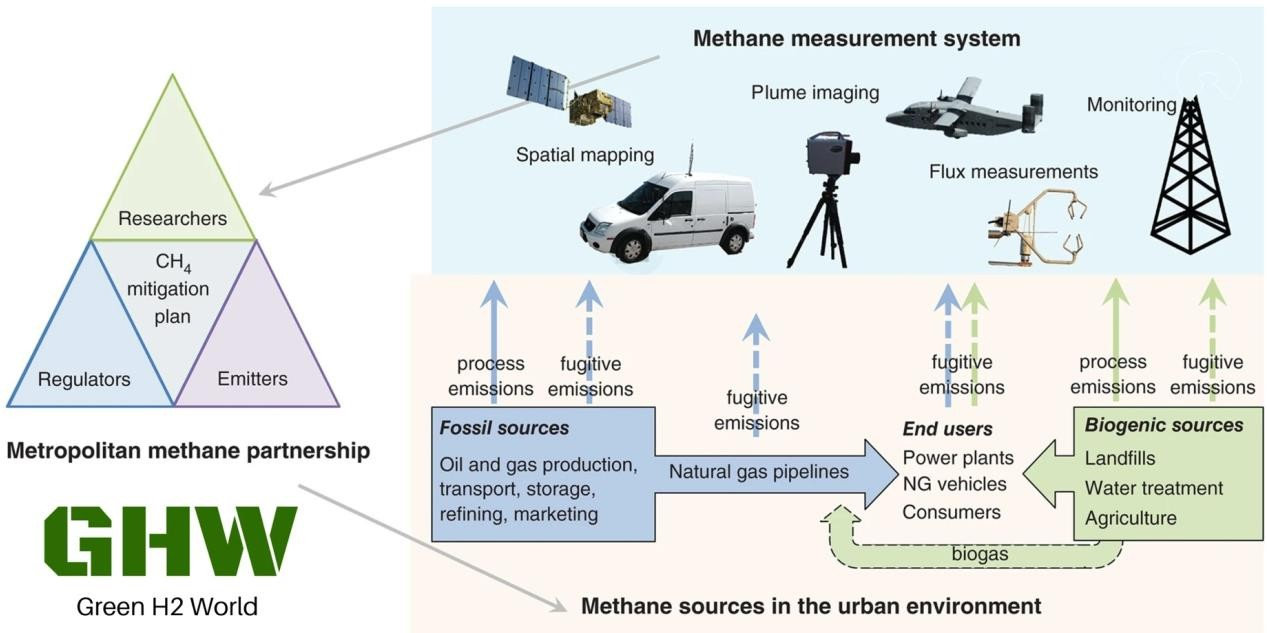 Methane measurement system
Plume imaging
Monitoring
Spatial mapping
Flux measurements
Researchers
CH₄
mitigation
plan
Regulators
Emitters
Metropolitan methane partnership
GHW
Green H2 World
process
emissions
fugitive
emissions
fugitive
emissions
fugitive
emissions
process
emissions
fugitive
emissions
Fossil sources
Oil and gas production,
transport, storage,
refining, marketing
Natural gas pipelines
End users
Power plants
NG vehicles
Consumers
Biogenic sources
Landfills
Water treatment
Agriculture
biogas
Methane sources in the urban environment